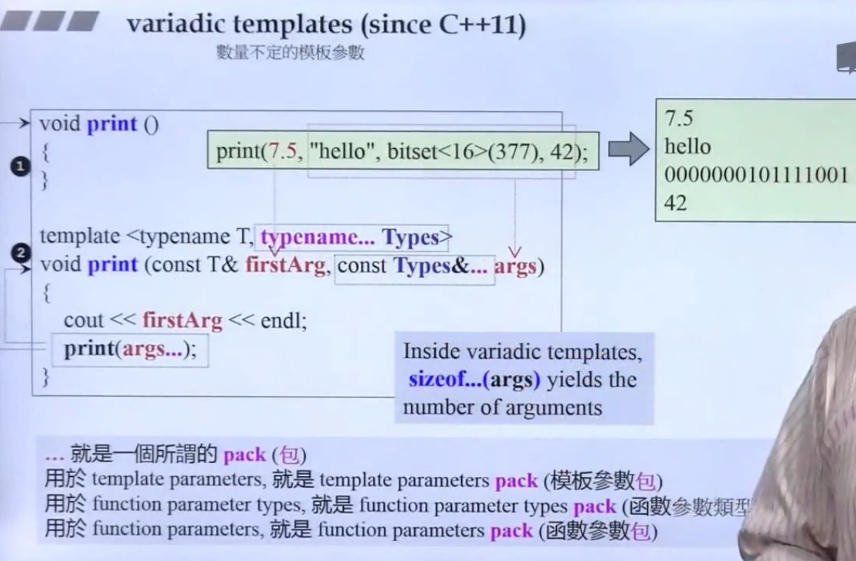 variadic templates (since C++11)
數量不定的模板參數
void print ()
{
}
print(7.5, "hello", bitset<16>(377), 42);
7.5
hello
0000000101111001
42
1
2
template <typename T, typename... Types>
void print (const T& firstArg, const Types&... args)
{
cout << firstArg << endl;
print(args...);
}
Inside variadic templates,
sizeof...(args) yields the
number of arguments
... 就是一個所謂的 pack (包)
用於 template parameters, 就是 template parameters pack (模板參數包)
用於 function parameter types, 就是 function parameter types pack (函數參數類型
用於 function parameters, 就是 function parameters pack (函數參數包)